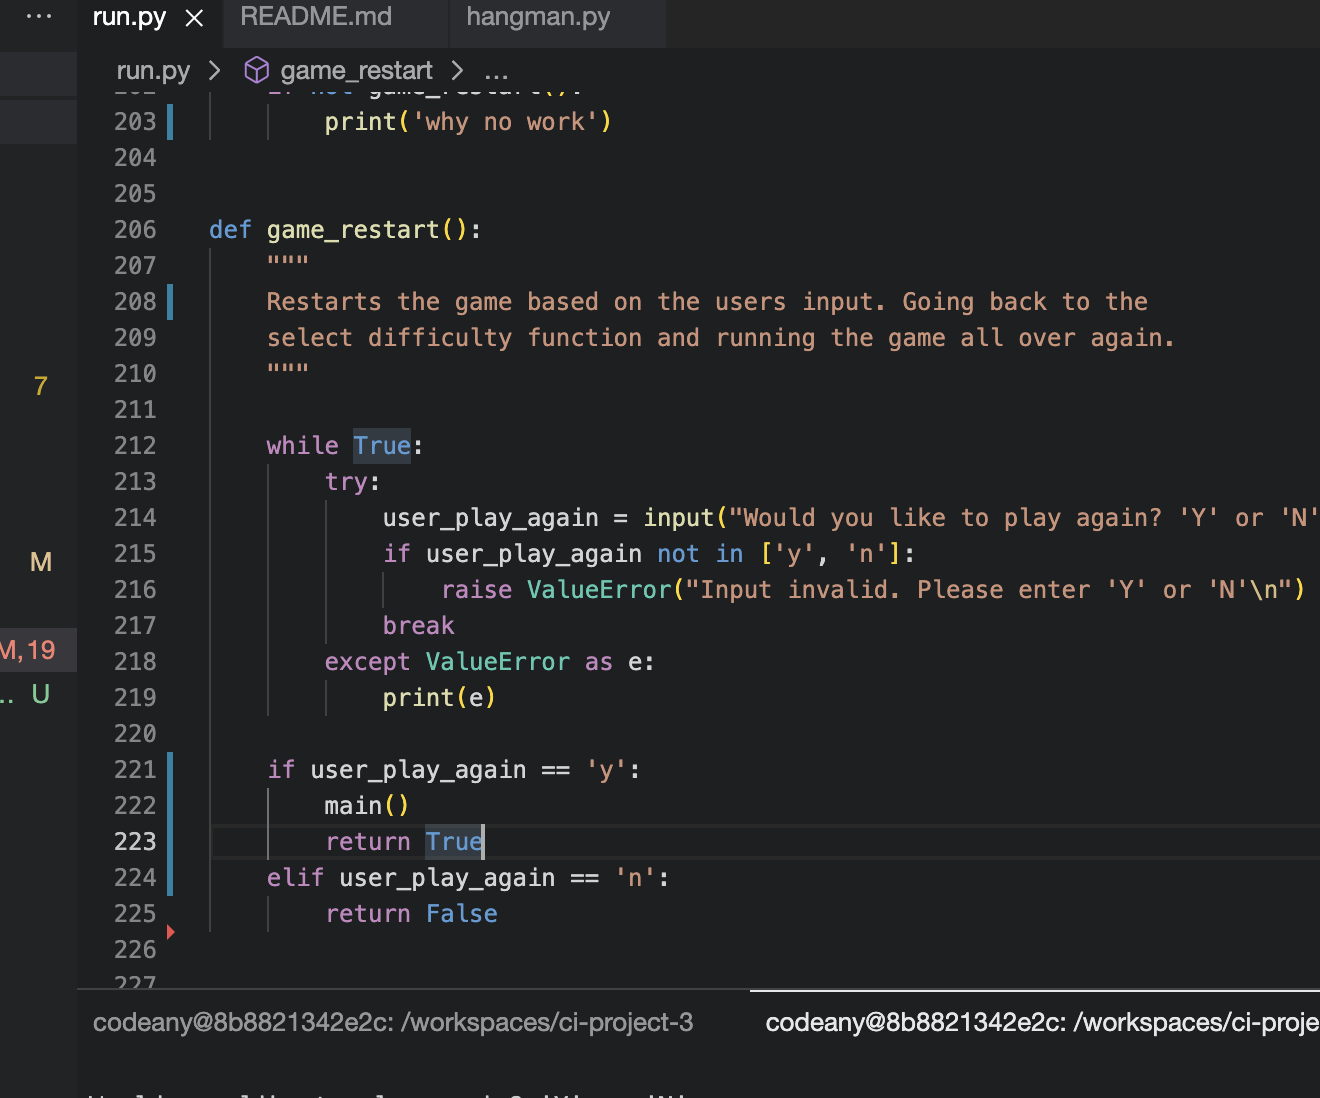 ...
run.py × README.md hangman.py
run.py > game_restart > ...
202 if not game_restart():
203 print('why no work')
204
205
206 def game_restart():
207 """
208 Restarts the game based on the users input. Going back to the
209 select difficulty function and running the game all over again.
210 """
211
212 while True:
213 try:
214 user_play_again = input("Would you like to play again? 'Y' or 'N'
215 if user_play_again not in ['y', 'n']:
216 raise ValueError("Input invalid. Please enter 'Y' or 'N'\n")
217 break
218 except ValueError as e:
219 print(e)
220
221 if user_play_again == 'y':
222 main()
223 return True
224 elif user_play_again == 'n':
225 return False
226
227
7
M
M, 19
.. U
codeany@8b8821342e2c: /workspaces/ci-project-3 codeany@8b8821342e2c: /workspaces/ci-proje